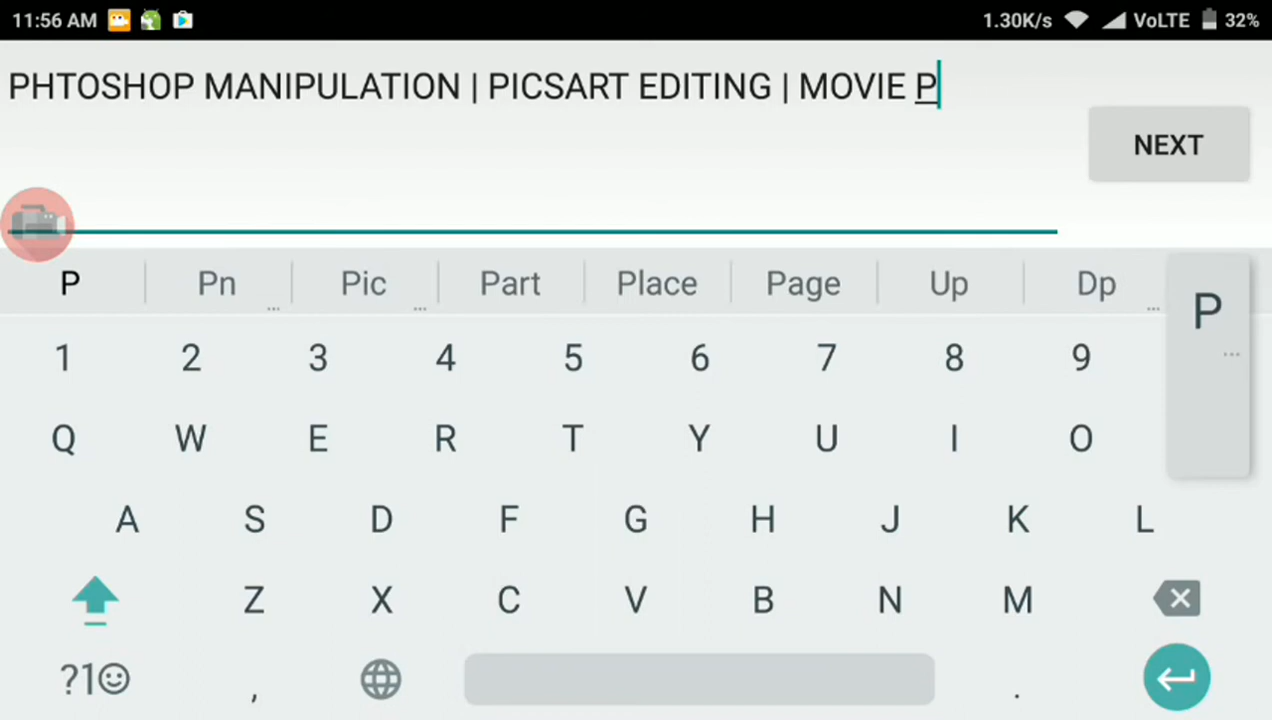 11:56 AM 1.30K/s VoLTE 32%
PHTOSHOP MANIPULATION | PICSART EDITING | MOVIE P
NEXT
P Pn Pic Part Place Page Up Dp
P
1 2 3 4 5 6 7 8 9
Q W E R T Y U I O
A S D F G H J K L
Z X C V B N M
?1 , .